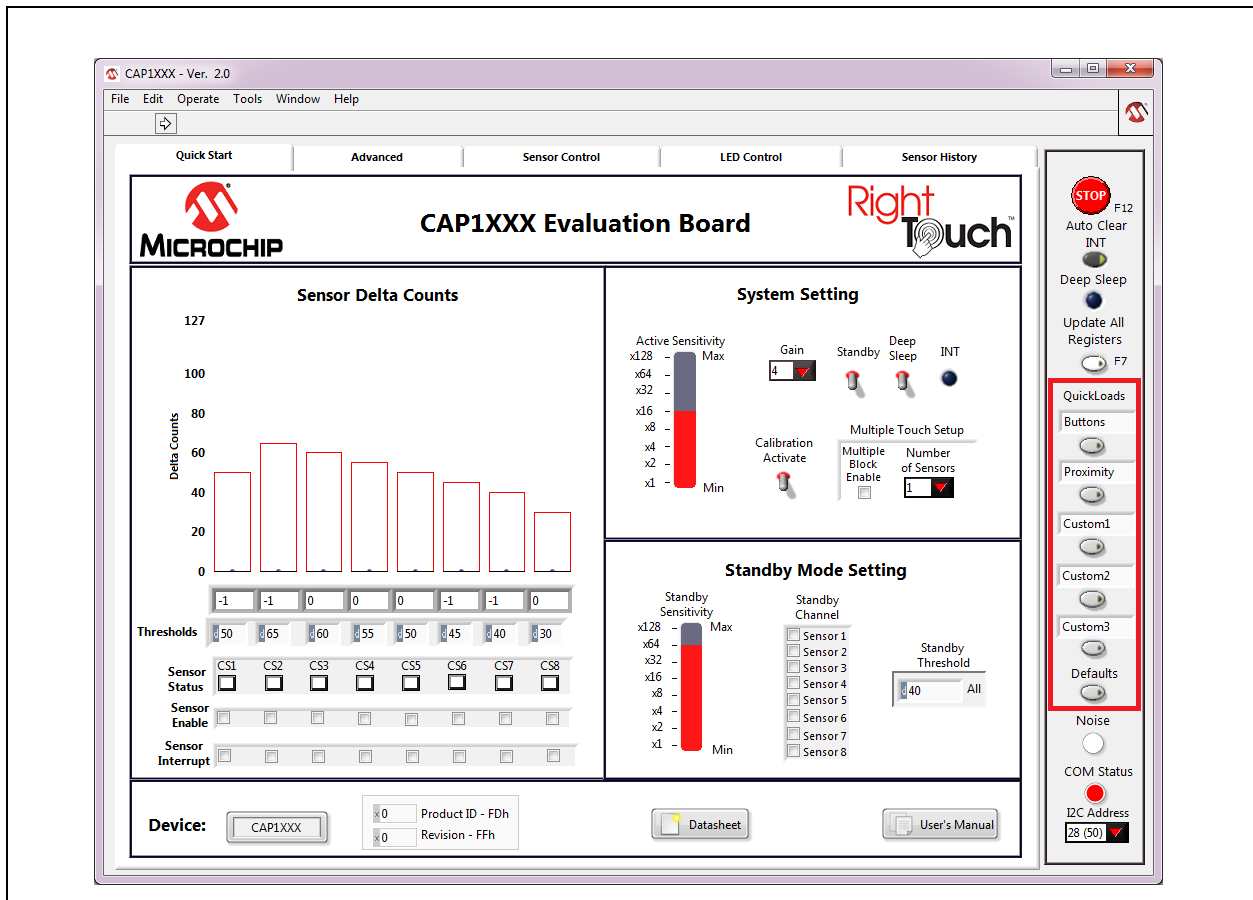 CAP1XXX - Ver. 2.0
File Edit Operate Tools Window Help
Quick Start Advanced Sensor Control LED Control Sensor History
MICROCHIP
CAP1XXX Evaluation Board
Right
Touch™
Sensor Delta Counts
127
100
80
60
40
20
0
Delta Counts
-1 -1 0 0 0 -1 -1 0
Thresholds d 50 d 65 d 60 d 55 d 50 d 45 d 40 d 30
CS1 CS2 CS3 CS4 CS5 CS6 CS7 CS8
Sensor
Status
Sensor
Enable
Sensor
Interrupt
System Setting
Active Sensitivity
x128 Max
x64
x32
x16
x8
x4
x2
x1 Min
Gain
4
Standby
Deep
Sleep
INT
Calibration
Activate
Multiple Touch Setup
Multiple
Block
Enable
Number
of Sensors
1
Standby Mode Setting
Standby
Sensitivity
x128 Max
x64
x32
x16
x8
x4
x2
x1 Min
Standby
Channel
Sensor 1
Sensor 2
Sensor 3
Sensor 4
Sensor 5
Sensor 6
Sensor 7
Sensor 8
Standby
Threshold
d 40 All
Device: CAP1XXX
x 0 Product ID - FDh
x 0 Revision - FFh
Datasheet
User's Manual
STOP F12
Auto Clear
INT
Deep Sleep
Update All
Registers
F7
QuickLoads
Buttons
Proximity
Custom1
Custom2
Custom3
Defaults
Noise
COM Status
I2C Address
28 (50)